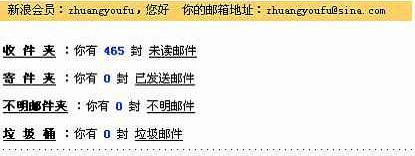 新浪会员：zhuangyoufu，您好 你的邮箱地址：zhuangyoufu@sina.com
收 件 夹 ：你有 465 封 未读邮件
寄 件 夹 ：你有 0 封 已发送邮件
不明邮件夹 ：你有 0 封 不明邮件
垃 圾 桶 ：你有 0 封 垃圾邮件